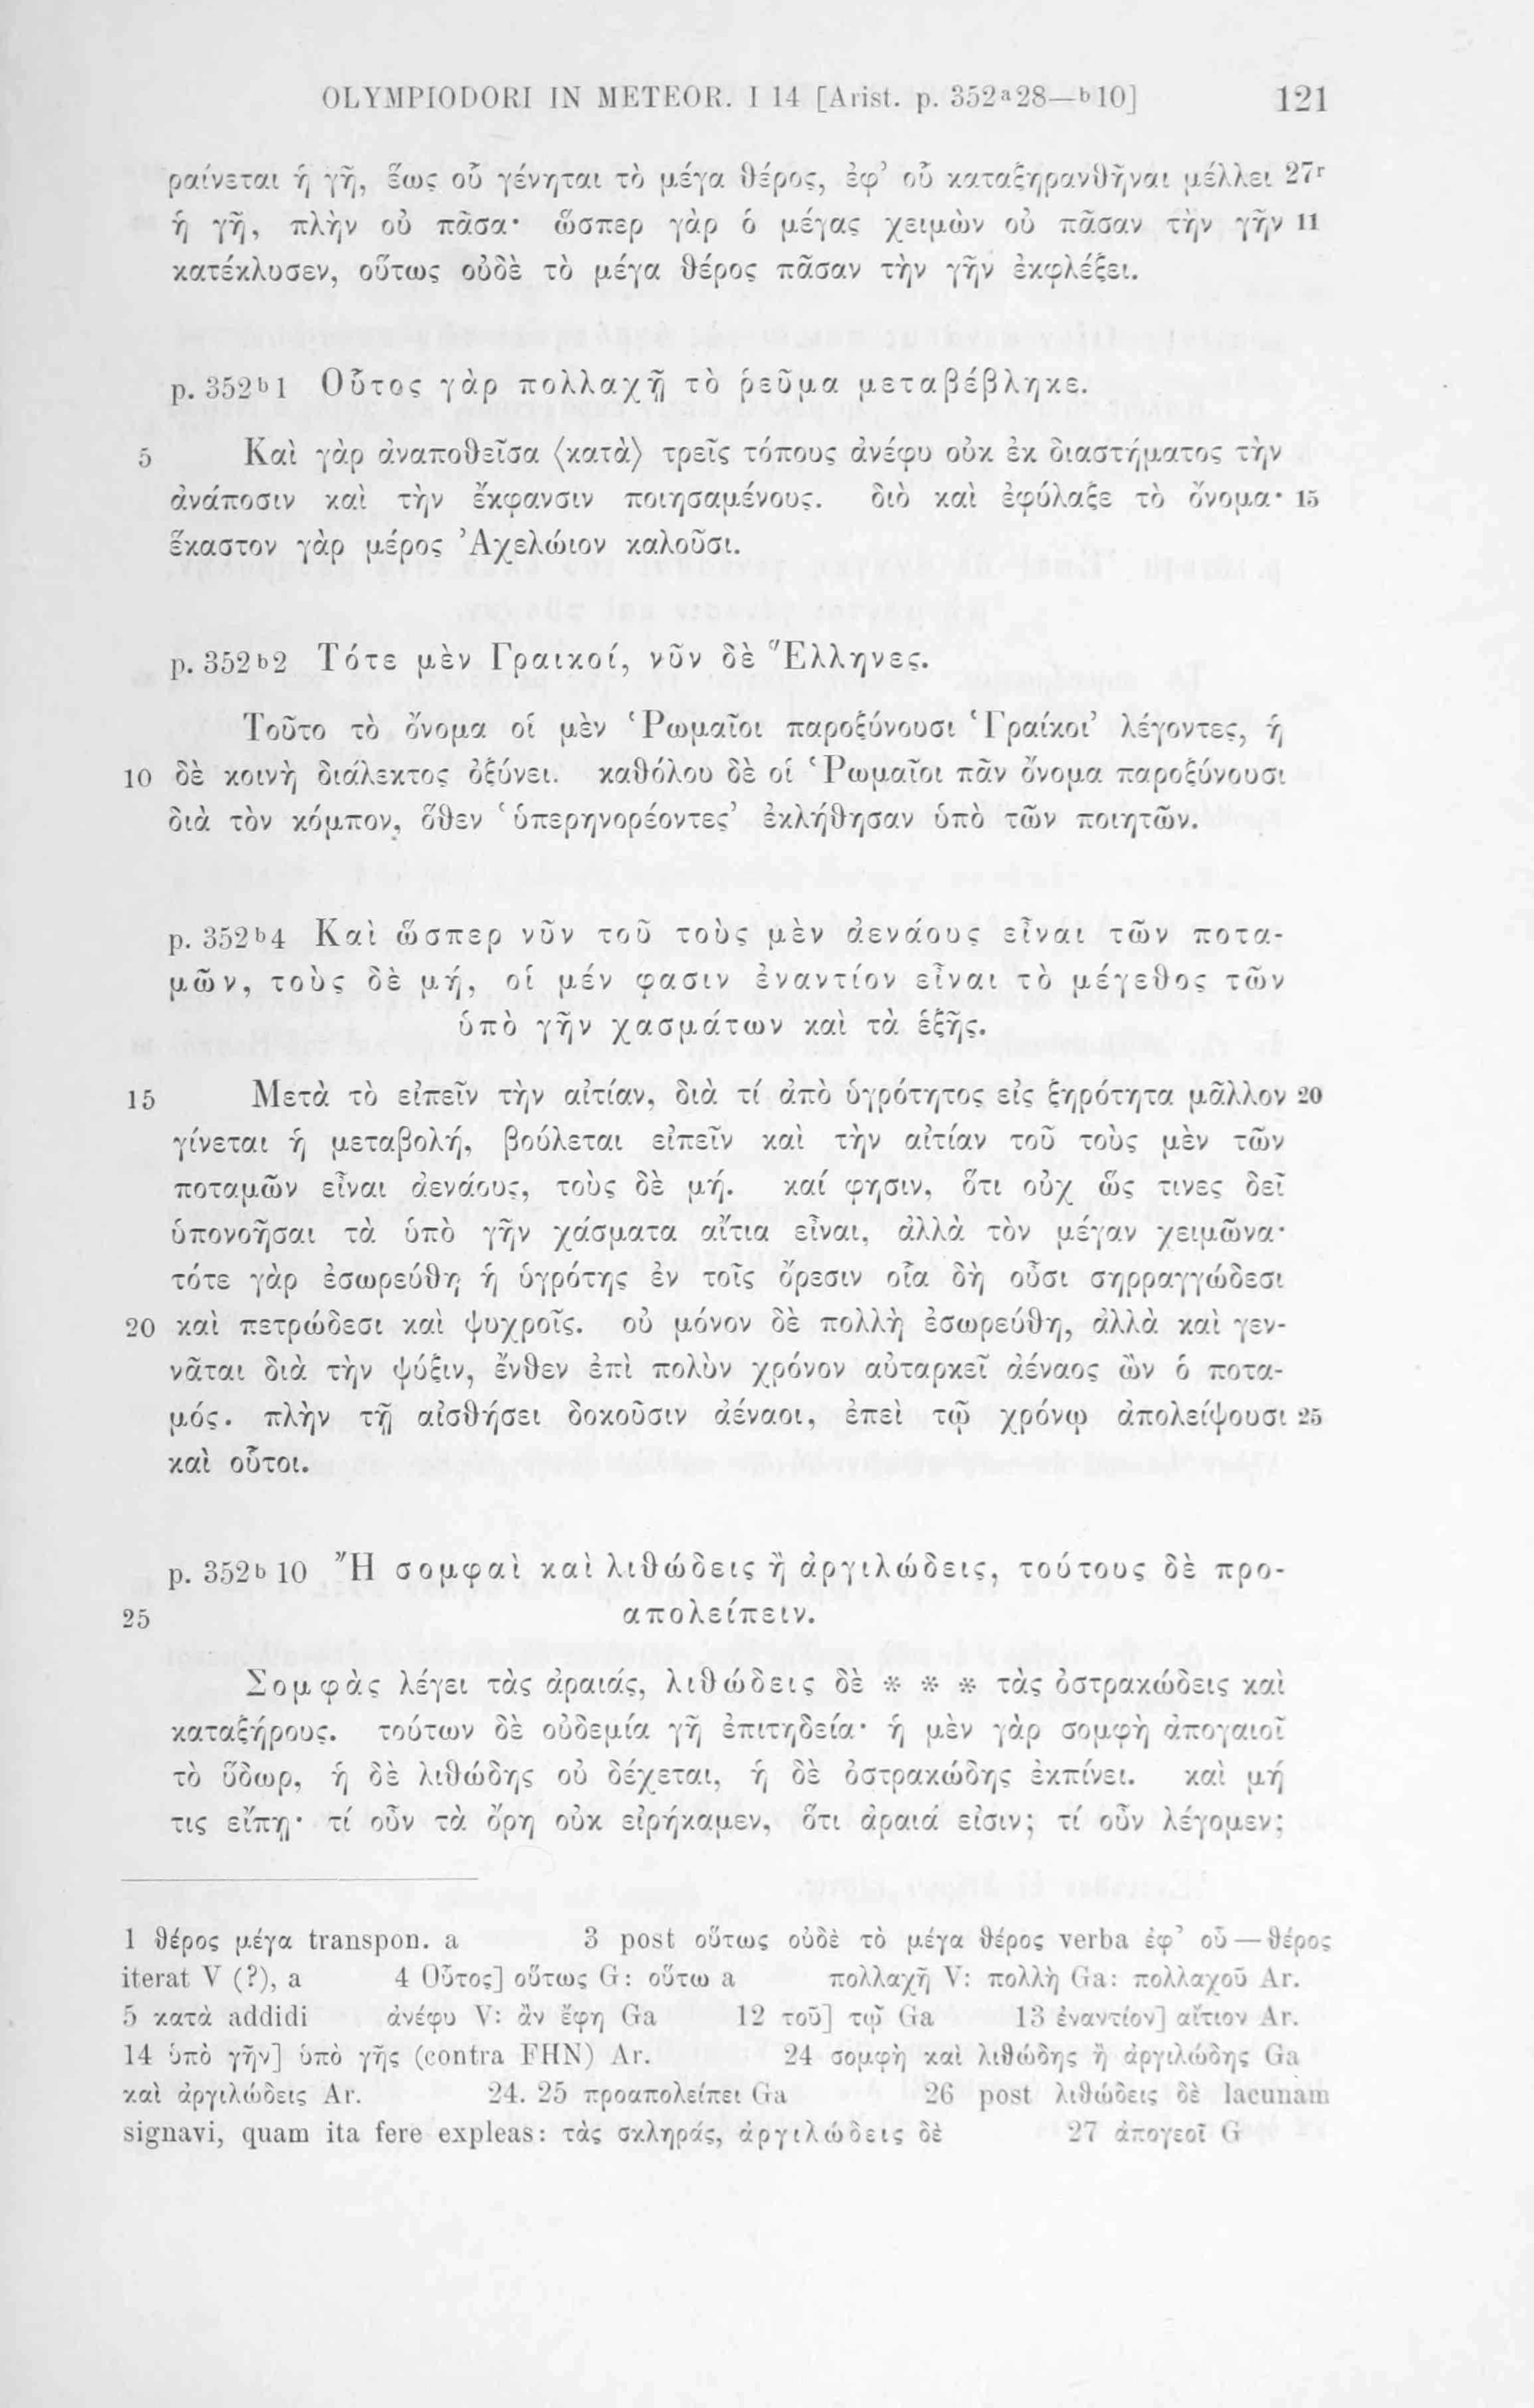 OLYMPIODORI IN METEOR. I 14 [Arist. p. 352ᵃ28—ᵇ10] 121
ραίνεται ἡ γῆ, ἕως οὗ γένηται τὸ μέγα θέρος, ἐφ’ οὗ καταξηρανθῆναι μέλλει 27ʳ
ἡ γῆ, πλὴν οὐ πᾶσα· ὥσπερ γὰρ ὁ μέγας χειμὼν οὐ πᾶσαν τὴν γῆν 11
κατέκλυσεν, οὕτως οὐδὲ τὸ μέγα θέρος πᾶσαν τὴν γῆν ἐκφλέξει.
p. 352ᵇ1 Οὗτος γὰρ πολλαχῇ τὸ ῥεῦμα μεταβέβληκε.
5 Καὶ γὰρ ἀναποθεῖσα ⟨κατὰ⟩ τρεῖς τόπους ἀνέφυ οὐκ ἐκ διαστήματος τὴν
ἀνάποσιν καὶ τὴν ἔκφανσιν ποιησαμένους. διὸ καὶ ἐφύλαξε τὸ ὄνομα· 15
ἕκαστον γὰρ μέρος Ἀχελώιον καλοῦσι.
p. 352ᵇ2 Τότε μὲν Γραικοί, νῦν δὲ Ἕλληνες.
Τοῦτο τὸ ὄνομα οἱ μὲν Ῥωμαῖοι παροξύνουσι ‘Γραίκοι’ λέγοντες, ἡ
10 δὲ κοινὴ διάλεκτος ὀξύνει. καθόλου δὲ οἱ Ῥωμαῖοι πᾶν ὄνομα παροξύνουσι
διὰ τὸν κόμπον, ὅθεν ‘ὑπερηνορέοντες’ ἐκλήθησαν ὑπὸ τῶν ποιητῶν.
p. 352ᵇ4 Καὶ ὥσπερ νῦν τοῦ τοὺς μὲν ἀενάους εἶναι τῶν ποτα-
μῶν, τοὺς δὲ μή, οἱ μέν φασιν ἐναντίον εἶναι τὸ μέγεθος τῶν
ὑπὸ γῆν χασμάτων καὶ τὰ ἑξῆς.
15 Μετὰ τὸ εἰπεῖν τὴν αἰτίαν, διὰ τί ἀπὸ ὑγρότητος εἰς ξηρότητα μᾶλλον 20
γίνεται ἡ μεταβολή, βούλεται εἰπεῖν καὶ τὴν αἰτίαν τοῦ τοὺς μὲν τῶν
ποταμῶν εἶναι ἀενάους, τοὺς δὲ μή. καί φησιν, ὅτι οὐχ ὥς τινες δεῖ
ὑπονοῆσαι τὰ ὑπὸ γῆν χάσματα αἴτια εἶναι, ἀλλὰ τὸν μέγαν χειμῶνα·
τότε γὰρ ἐσωρεύθη ἡ ὑγρότης ἐν τοῖς ὄρεσιν οἷα δὴ οὖσι σηρραγγώδεσι
20 καὶ πετρώδεσι καὶ ψυχροῖς. οὐ μόνον δὲ πολλὴ ἐσωρεύθη, ἀλλὰ καὶ γεν-
νᾶται διὰ τὴν ψύξιν, ἔνθεν ἐπὶ πολὺν χρόνον αὐταρκεῖ ἀέναος ὢν ὁ ποτα-
μός. πλὴν τῇ αἰσθήσει δοκοῦσιν ἀέναοι, ἐπεὶ τῷ χρόνῳ ἀπολείψουσι 25
καὶ οὗτοι.
p. 352ᵇ10 Ἢ σομφαὶ καὶ λιθώδεις ἢ ἀργιλώδεις, τούτους δὲ προ-
25 απολείπειν.
Σομφὰς λέγει τὰς ἀραιάς, λιθώδεις δὲ * * * τὰς ὀστρακώδεις καὶ
καταξήρους. τούτων δὲ οὐδεμία γῆ ἐπιτηδεία· ἡ μὲν γὰρ σομφὴ ἀπογαιοῖ
τὸ ὕδωρ, ἡ δὲ λιθώδης οὐ δέχεται, ἡ δὲ ὀστρακώδης ἐκπίνει. καὶ μή
τις εἴπῃ· τί οὖν τὰ ὄρη οὐκ εἰρήκαμεν, ὅτι ἀραιά εἰσιν; τί οὖν λέγομεν;
1 θέρος μέγα transpon. a 3 post οὕτως οὐδὲ τὸ μέγα θέρος verba ἐφ’ οὗ — θέρος
iterat V (?), a 4 Οὗτος] οὕτως G: οὕτω a πολλαχῇ V: πολλὴ Ga: πολλαχοῦ Ar.
5 κατὰ addidi ἀνέφυ V: ἂν ἔφη Ga 12 τοῦ] τῷ Ga 13 ἐναντίον] αἴτιον Ar.
14 ὑπὸ γῆν] ὑπὸ γῆς (contra FHN) Ar. 24 σομφὴ καὶ λιθώδης ἢ ἀργιλώδης Ga
καὶ ἀργιλώδεις Ar. 24. 25 προαπολείπει Ga 26 post λιθώδεις δὲ lacunam
signavi, quam ita fere expleas: τὰς σκληράς, ἀργιλώδεις δὲ 27 ἀπογεοῖ G